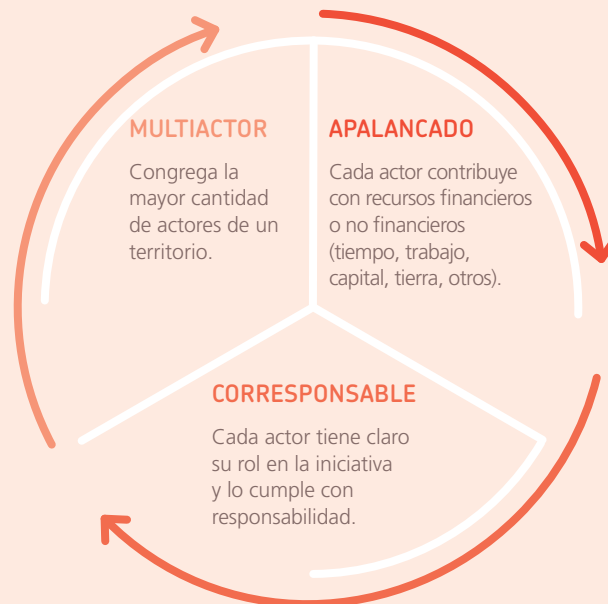 MULTIACTOR
Congrega la
mayor cantidad
de actores de un
territorio.
APALANCADO
Cada actor contribuye
con recursos financieros
o no financieros
(tiempo, trabajo,
capital, tierra, otros).
CORRESPONSABLE
Cada actor tiene claro
su rol en la iniciativa
y lo cumple con
responsabilidad.